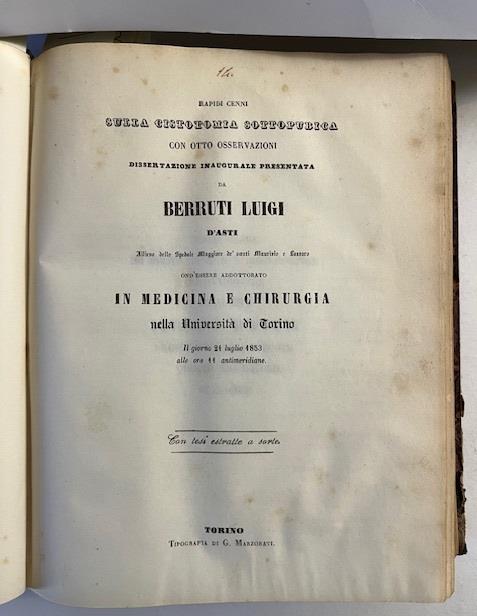 14.
RAPIDI CENNI
SULLA CISTOTOMIA SOTTOPUBICA
CON OTTO OSSERVAZIONI
DISSERTAZIONE INAUGURALE PRESENTATA
DA
BERRUTI LUIGI
D'ASTI
Allievo dello Spedale Maggiore de' santi Maurizio e Lazzaro
OND'ESSERE ADDOTTORATO
IN MEDICINA E CHIRURGIA
nella Università di Torino
Il giorno 21 luglio 1853
alle ore 11 antimeridiane.
Con tesi estratte a sorte.
TORINO
TIPOGRAFIA DI G. MARZORATI.